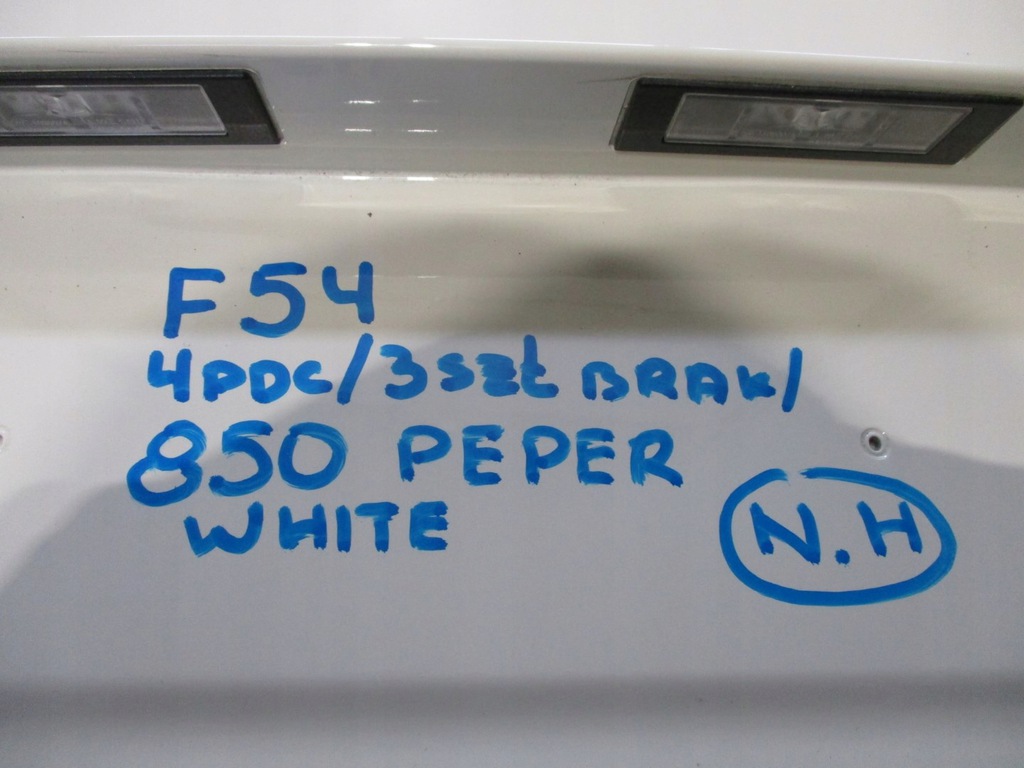 F54
4PDC/3szt BRAK/
850 PEPER
WHITE
N.H